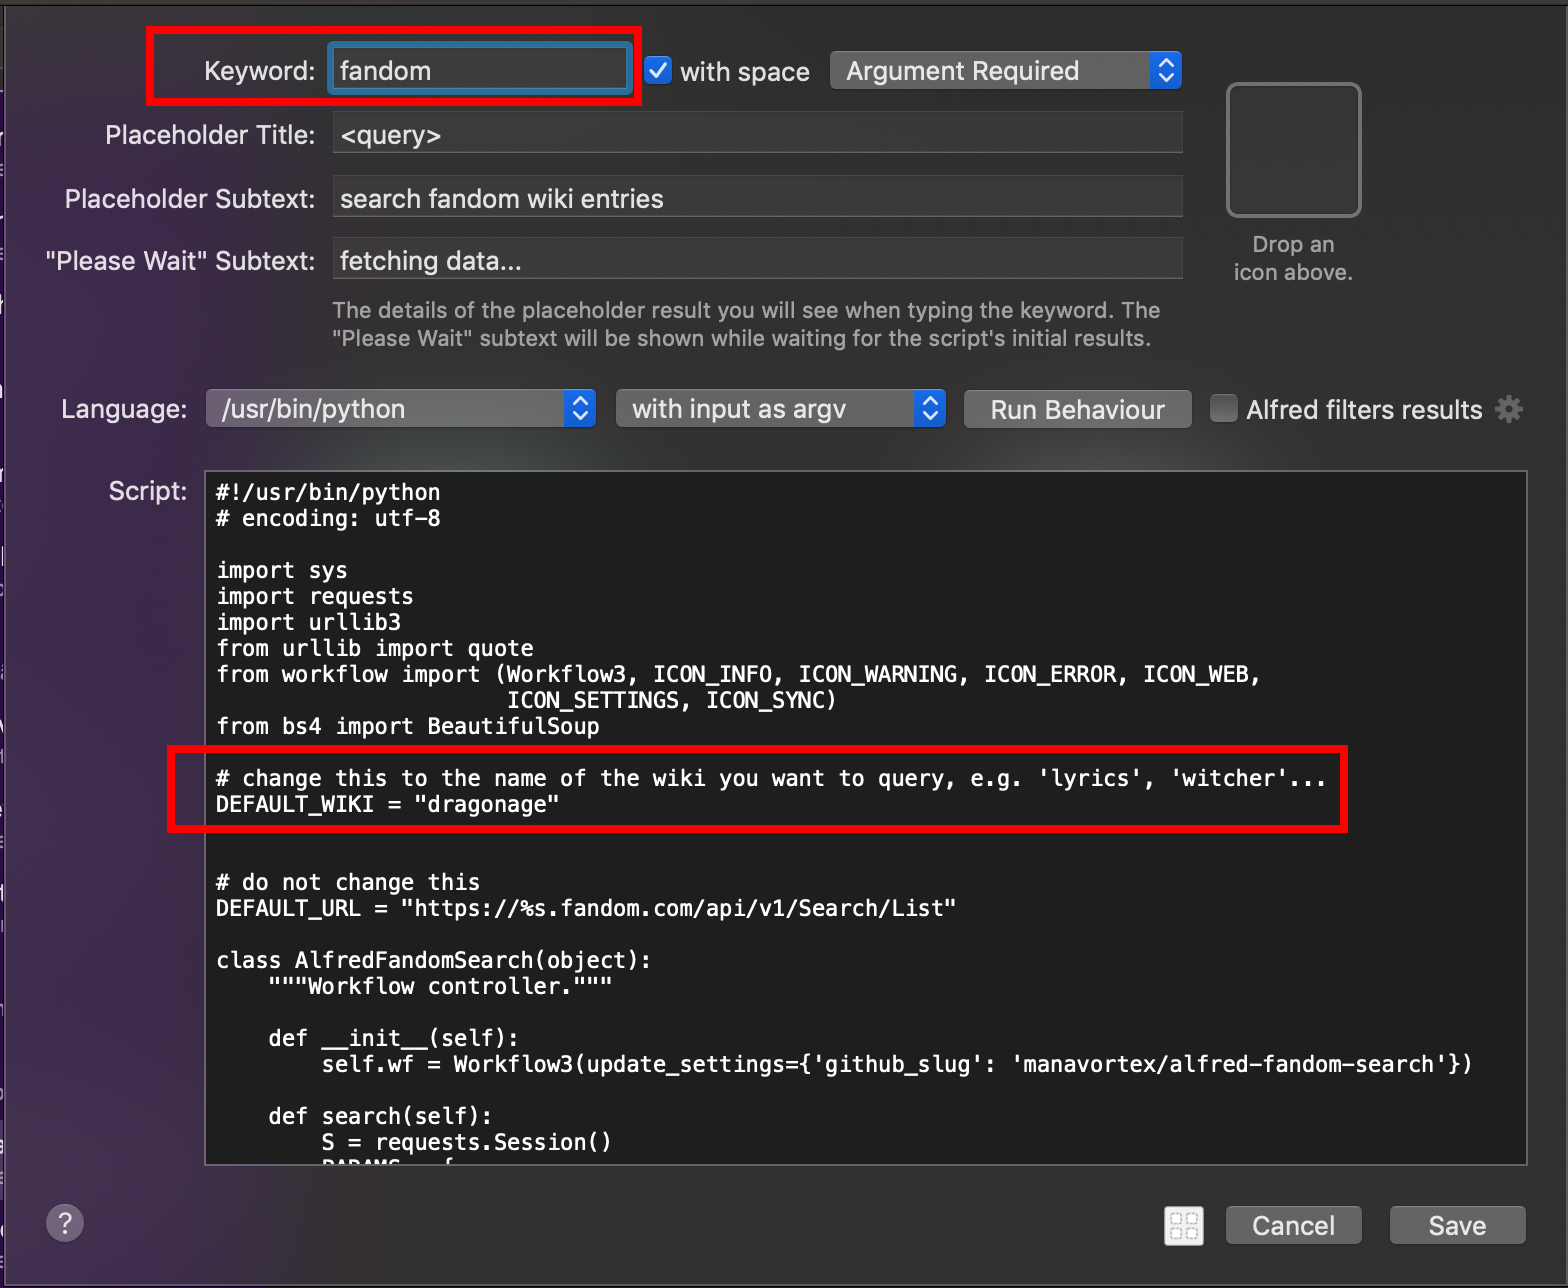 Keyword: fandom with space Argument Required
Placeholder Title: <query>
Placeholder Subtext: search fandom wiki entries
"Please Wait" Subtext: fetching data...
Drop an
icon above.
The details of the placeholder result you will see when typing the keyword. The
"Please Wait" subtext will be shown while waiting for the script's initial results.
Language: /usr/bin/python with input as argv Run Behaviour Alfred filters results
Script:
#!/usr/bin/python
# encoding: utf-8
import sys
import requests
import urllib3
from urllib import quote
from workflow import (Workflow3, ICON_INFO, ICON_WARNING, ICON_ERROR, ICON_WEB,
                      ICON_SETTINGS, ICON_SYNC)
from bs4 import BeautifulSoup
# change this to the name of the wiki you want to query, e.g. 'lyrics', 'witcher'...
DEFAULT_WIKI = "dragonage"
# do not change this
DEFAULT_URL = "https://%s.fandom.com/api/v1/Search/List"
class AlfredFandomSearch(object):
    """Workflow controller."""
    def __init__(self):
        self.wf = Workflow3(update_settings={'github_slug': 'manavortex/alfred-fandom-search'})
    def search(self):
        S = requests.Session()
? Cancel Save